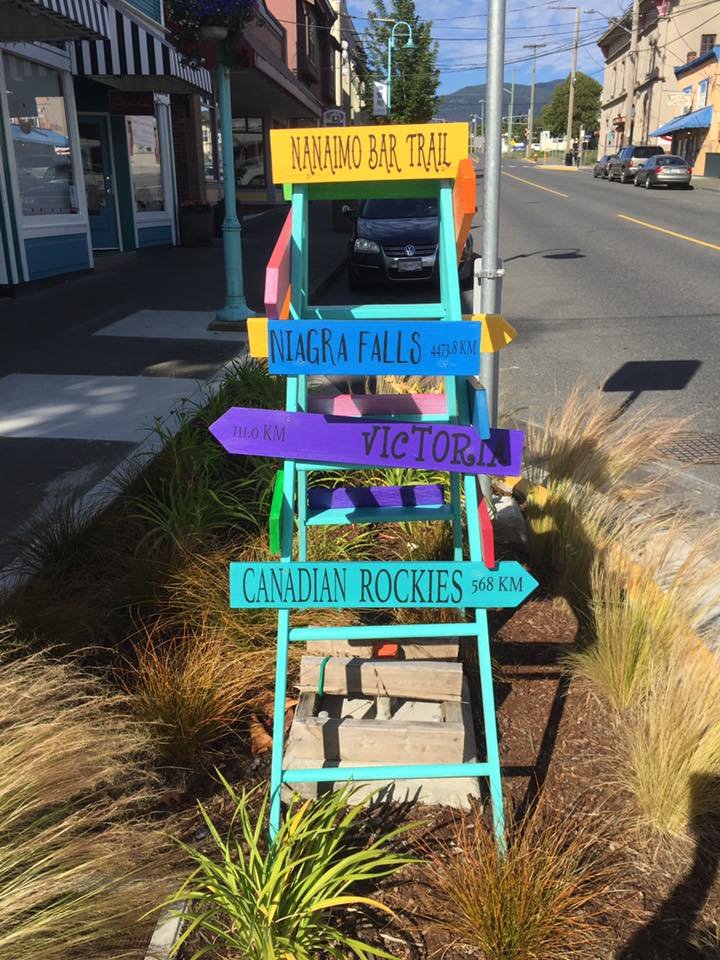 NANAIMO BAR TRAIL
NIAGRA FALLS 4473.8 KM
111.0 KM VICTORIA
CANADIAN ROCKIES 568 KM